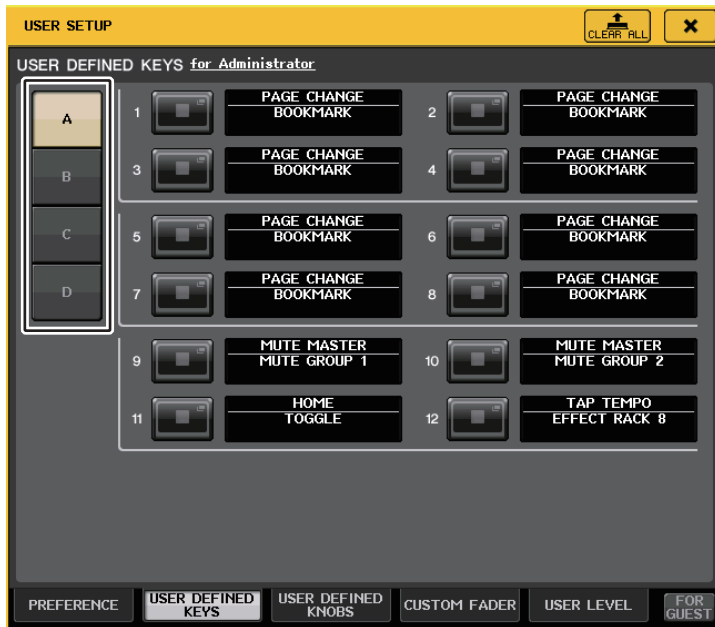 USER SETUP
CLEAR ALL
USER DEFINED KEYS for Administrator
A
B
C
D
1
PAGE CHANGE
BOOKMARK
2
PAGE CHANGE
BOOKMARK
3
PAGE CHANGE
BOOKMARK
4
PAGE CHANGE
BOOKMARK
5
PAGE CHANGE
BOOKMARK
6
PAGE CHANGE
BOOKMARK
7
PAGE CHANGE
BOOKMARK
8
PAGE CHANGE
BOOKMARK
9
MUTE MASTER
MUTE GROUP 1
10
MUTE MASTER
MUTE GROUP 2
11
HOME
TOGGLE
12
TAP TEMPO
EFFECT RACK 8
PREFERENCE
USER DEFINED
KEYS
USER DEFINED
KNOBS
CUSTOM FADER
USER LEVEL
FOR
GUEST